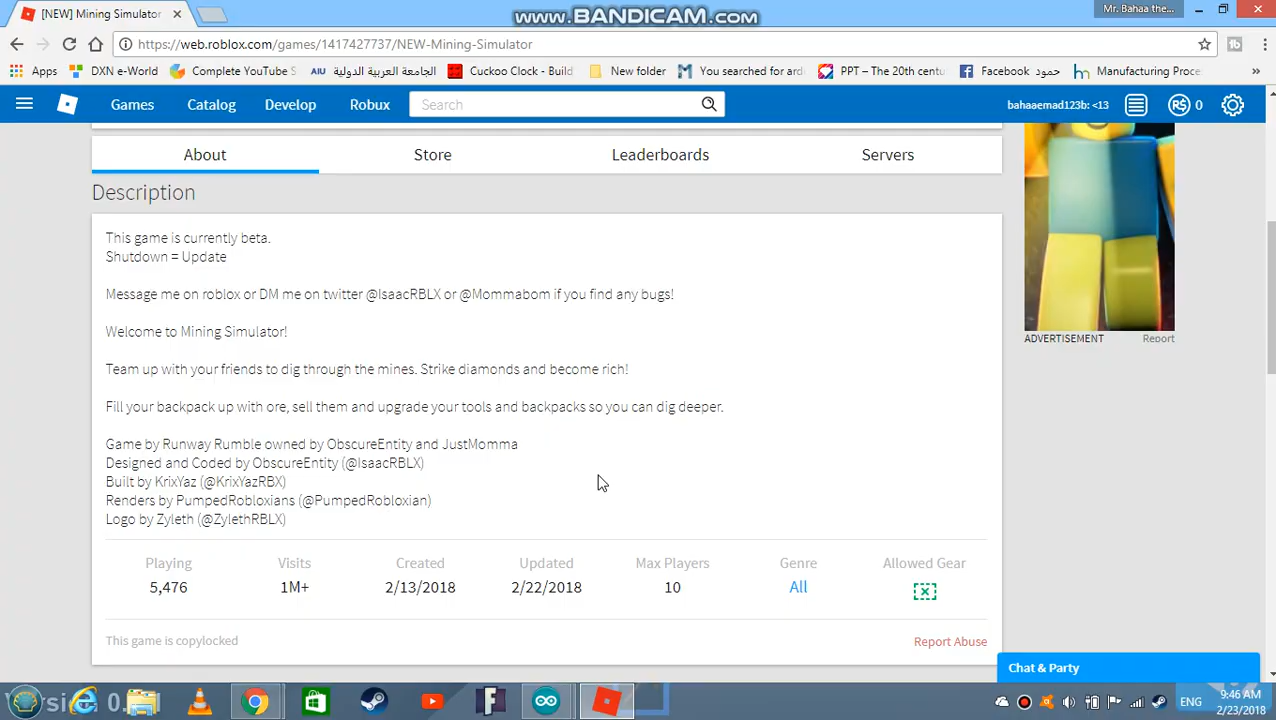 www.BANDICAM.com
[NEW] Mining Simulator
Mr. Bahaa the...
https://web.roblox.com/games/1417427737/NEW-Mining-Simulator
Apps
DXN e-World
Complete YouTube S
AIU الجامعة العربية الدولية
Cuckoo Clock - Build
New folder
You searched for ard
PPT – The 20th centu
Facebook حمود
Manufacturing Proce
»
Games
Catalog
Develop
Robux
Search
bahaaemad123b: <13
R$ 0
About
Store
Leaderboards
Servers
Description
This game is currently beta.
Shutdown = Update
Message me on roblox or DM me on twitter @IsaacRBLX or @Mommabom if you find any bugs!
Welcome to Mining Simulator!
Team up with your friends to dig through the mines. Strike diamonds and become rich!
Fill your backpack up with ore, sell them and upgrade your tools and backpacks so you can dig deeper.
Game by Runway Rumble owned by ObscureEntity and JustMomma
Designed and Coded by ObscureEntity (@IsaacRBLX)
Built by KrixYaz (@KrixYazRBX)
Renders by PumpedRobloxians (@PumpedRobloxian)
Logo by Zyleth (@ZylethRBLX)
ADVERTISEMENT
Report
Playing
Visits
Created
Updated
Max Players
Genre
Allowed Gear
5,476
1M+
2/13/2018
2/22/2018
10
All
This game is copylocked
Report Abuse
Chat & Party
ENG
9:46 AM
2/23/2018